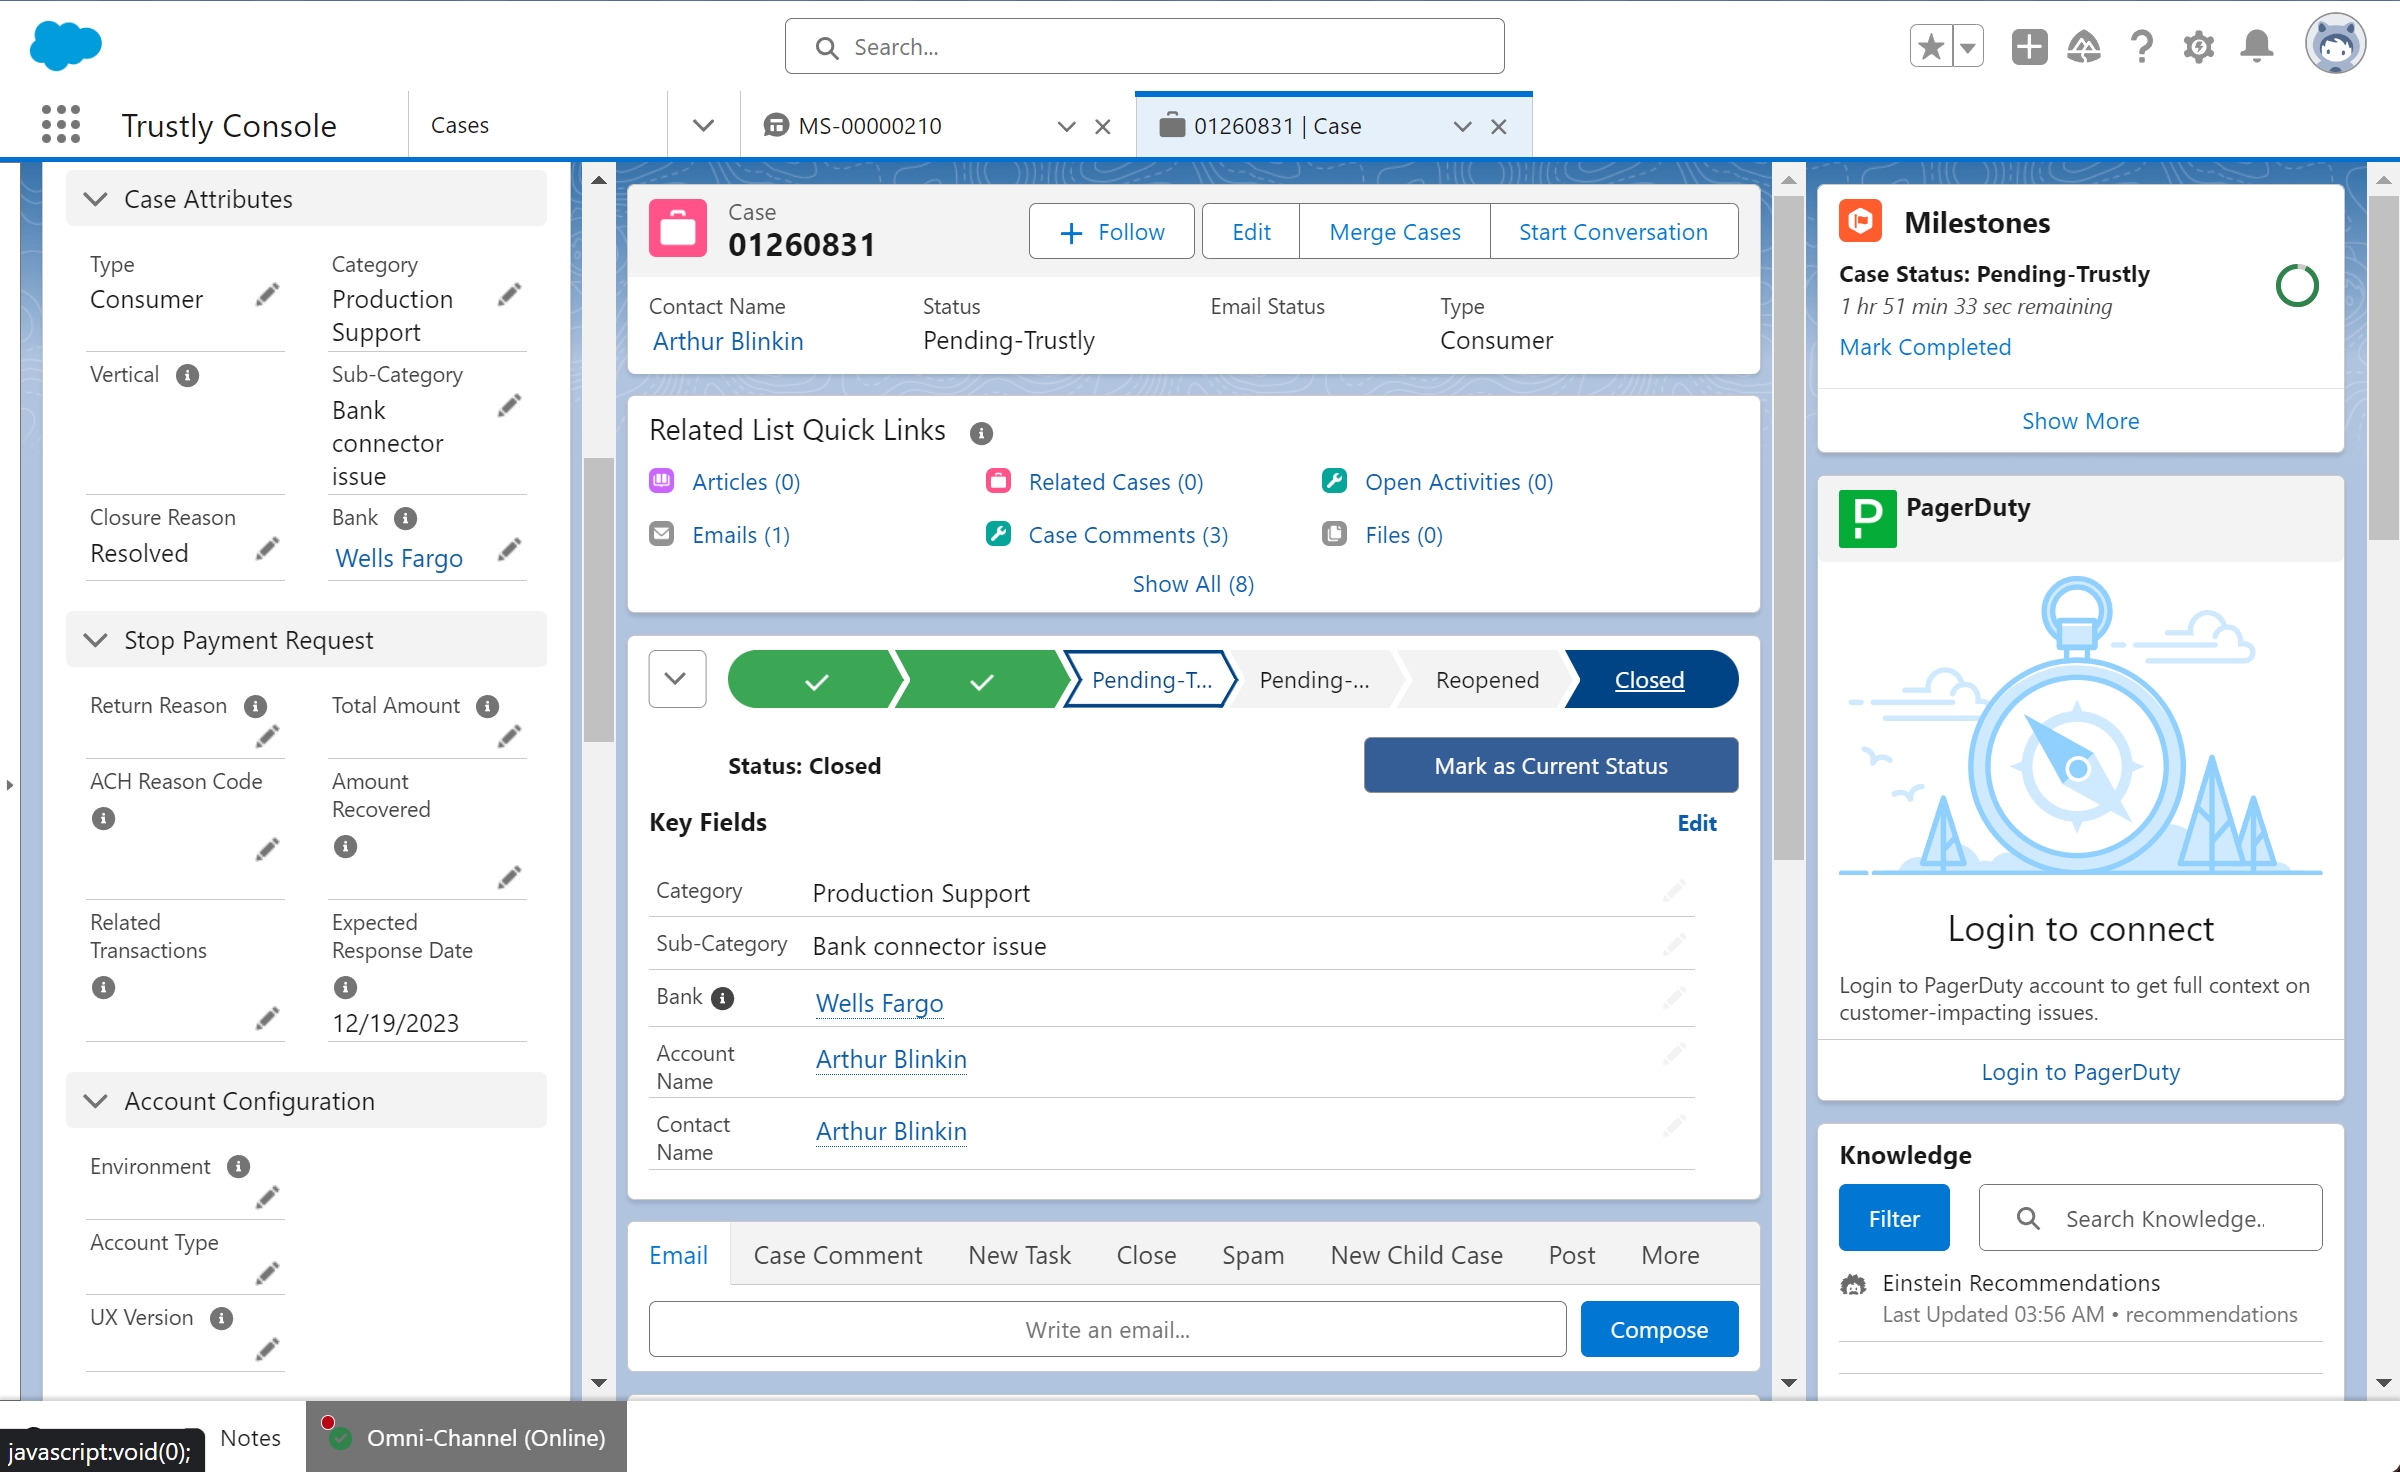 Search...
Trustly Console
Cases
MS-00000210
01260831 | Case
Case Attributes
Type
Consumer
Category
Production
Support
Vertical
Sub-Category
Bank
connector
issue
Closure Reason
Resolved
Bank
Wells Fargo
Stop Payment Request
Return Reason
Total Amount
ACH Reason Code
Amount
Recovered
Related
Transactions
Expected
Response Date
12/19/2023
Account Configuration
Environment
Account Type
UX Version
Case
01260831
Follow
Edit
Merge Cases
Start Conversation
Contact Name
Arthur Blinkin
Status
Pending-Trustly
Email Status
Type
Consumer
Related List Quick Links
Articles (0)
Related Cases (0)
Open Activities (0)
Emails (1)
Case Comments (3)
Files (0)
Show All (8)
Pending-T...
Pending-...
Reopened
Closed
Status: Closed
Mark as Current Status
Key Fields
Edit
Category
Production Support
Sub-Category
Bank connector issue
Bank
Wells Fargo
Account
Name
Arthur Blinkin
Contact
Name
Arthur Blinkin
Email
Case Comment
New Task
Close
Spam
New Child Case
Post
More
Write an email...
Compose
Milestones
Case Status: Pending-Trustly
1 hr 51 min 33 sec remaining
Mark Completed
Show More
PagerDuty
Login to connect
Login to PagerDuty account to get full context on
customer-impacting issues.
Login to PagerDuty
Knowledge
Filter
Search Knowledge..
Einstein Recommendations
Last Updated 03:56 AM • recommendations
javascript:void(0);
Notes
Omni-Channel (Online)